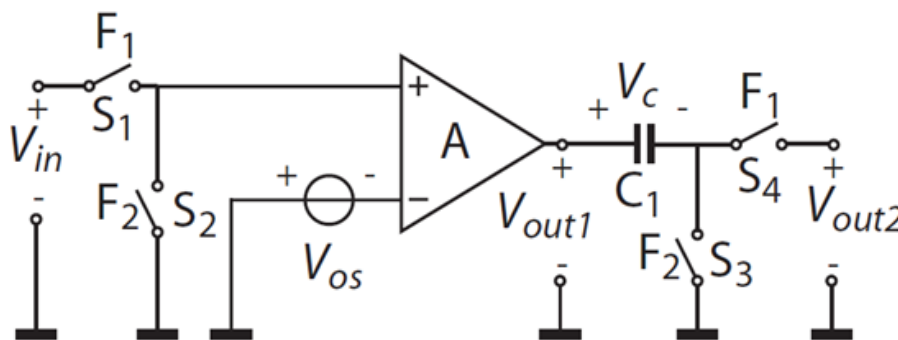 F1
S1
+
Vin
-
F2
S2
+
-
Vos
+
A
−
+
Vout1
-
+
Vc
-
C1
F1
S4
F2
S3
+
Vout2
-